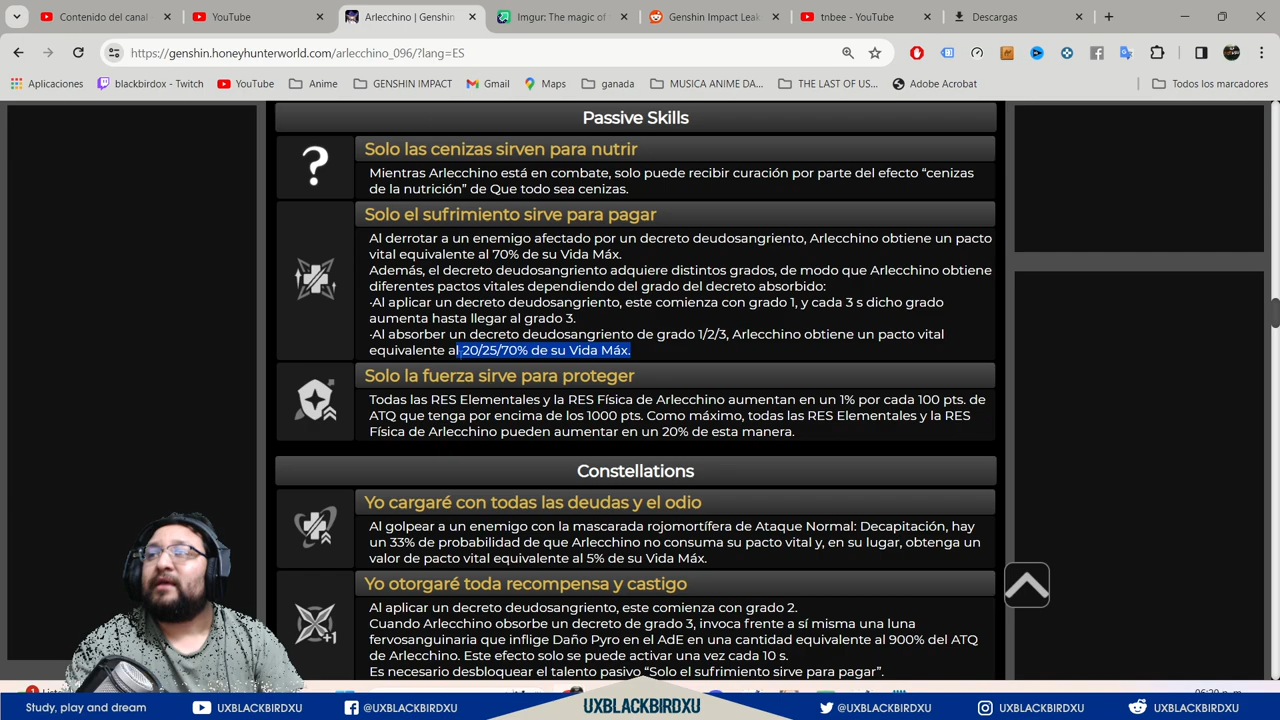 Contenido del canal
YouTube
Arlecchino | Genshin
Imgur: The magic of
Genshin Impact Leak
tnbee - YouTube
Descargas
https://genshin.honeyhunterworld.com/arlecchino_096/?lang=ES
Aplicaciones
blackbirdox - Twitch
YouTube
Anime
GENSHIN IMPACT
Gmail
Maps
ganada
MUSICA ANIME DA...
THE LAST OF US...
Adobe Acrobat
Todos los marcadores
Passive Skills
Solo las cenizas sirven para nutrir
Mientras Arlecchino está en combate, solo puede recibir curación por parte del efecto “cenizas
de la nutrición” de Que todo sea cenizas.
Solo el sufrimiento sirve para pagar
Al derrotar a un enemigo afectado por un decreto deudosangriento, Arlecchino obtiene un pacto
vital equivalente al 70% de su Vida Máx.
Además, el decreto deudosangriento adquiere distintos grados, de modo que Arlecchino obtiene
diferentes pactos vitales dependiendo del grado del decreto absorbido:
·Al aplicar un decreto deudosangriento, este comienza con grado 1, y cada 3 s dicho grado
aumenta hasta llegar al grado 3.
·Al absorber un decreto deudosangriento de grado 1/2/3, Arlecchino obtiene un pacto vital
equivalente al 20/25/70% de su Vida Máx.
Solo la fuerza sirve para proteger
Todas las RES Elementales y la RES Física de Arlecchino aumentan en un 1% por cada 100 pts. de
ATQ que tenga por encima de los 1000 pts. Como máximo, todas las RES Elementales y la RES
Física de Arlecchino pueden aumentar en un 20% de esta manera.
Constellations
Yo cargaré con todas las deudas y el odio
Al golpear a un enemigo con la mascarada rojomortífera de Ataque Normal: Decapitación, hay
un 33% de probabilidad de que Arlecchino no consuma su pacto vital y, en su lugar, obtenga un
valor de pacto vital equivalente al 5% de su Vida Máx.
Yo otorgaré toda recompensa y castigo
+1
Al aplicar un decreto deudosangriento, este comienza con grado 2.
Cuando Arlecchino absorbe un decreto de grado 3, invoca frente a sí misma una luna
fervosanguinaria que inflige Daño Pyro en el AdE en una cantidad equivalente al 900% del ATQ
de Arlecchino. Este efecto solo se puede activar una vez cada 10 s.
Es necesario desbloquear el talento pasivo “Solo el sufrimiento sirve para pagar”.
Study, play and dream
UXBLACKBIRDXU
@UXBLACKBIRDXU
UXBLACKBIRDXU
@UXBLACKBIRDXU
UXBLACKBIRDXU
UXBLACKBIRDXU